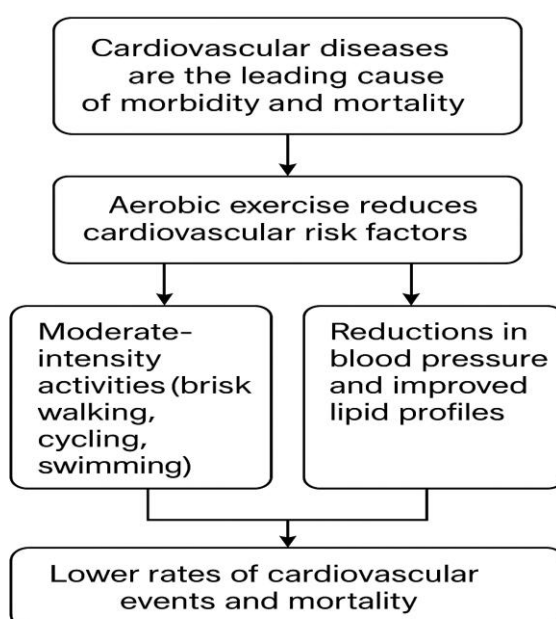 Cardiovascular diseases
are the leading cause
of morbidity and mortality
Aerobic exercise reduces
cardiovascular risk factors
Moderate-
intensity
activities (brisk
walking,
cycling,
swimming)
Reductions in
blood pressure
and improved
lipid profiles
Lower rates of cardiovascular
events and mortality